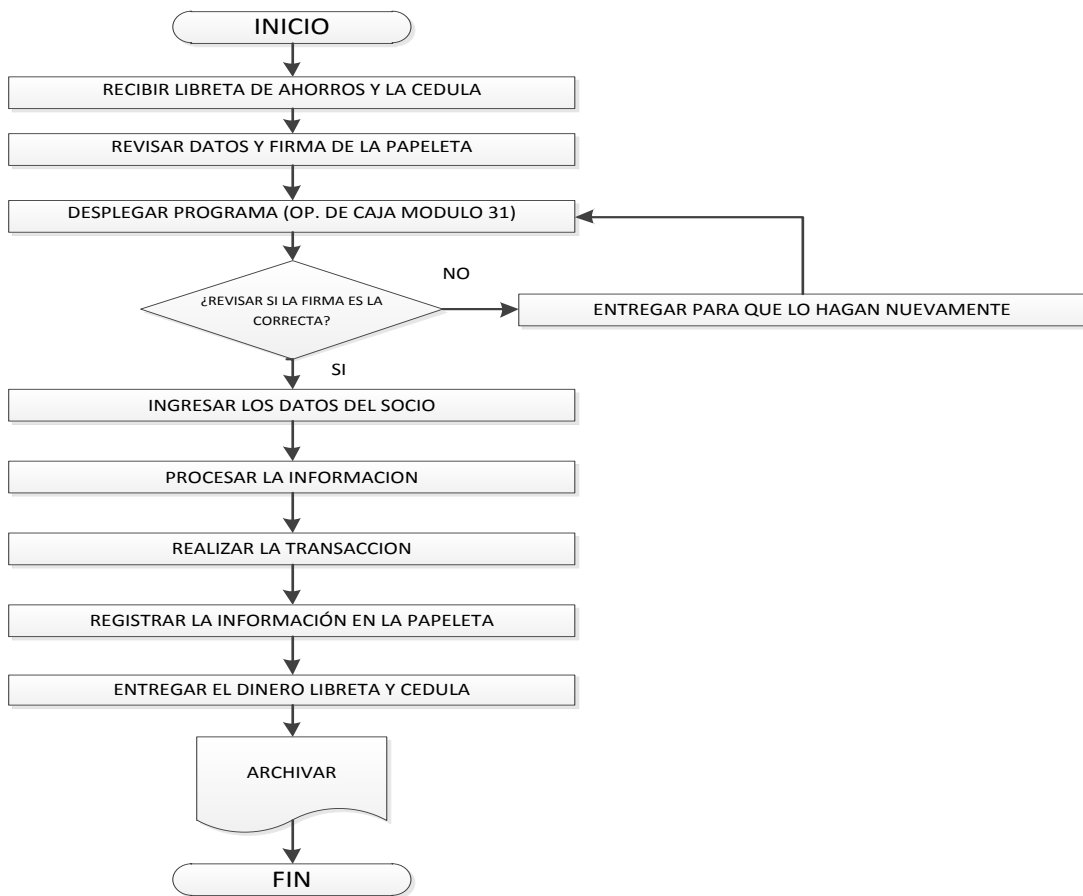 INICIO
RECIBIR LIBRETA DE AHORROS Y LA CEDULA
REVISAR DATOS Y FIRMA DE LA PAPELETA
DESPLEGAR PROGRAMA (OP. DE CAJA MODULO 31)
¿REVISAR SI LA FIRMA ES LA
CORRECTA?
NO
ENTREGAR PARA QUE LO HAGAN NUEVAMENTE
SI
INGRESAR LOS DATOS DEL SOCIO
PROCESAR LA INFORMACION
REALIZAR LA TRANSACCION
REGISTRAR LA INFORMACIÓN EN LA PAPELETA
ENTREGAR EL DINERO LIBRETA Y CEDULA
ARCHIVAR
FIN